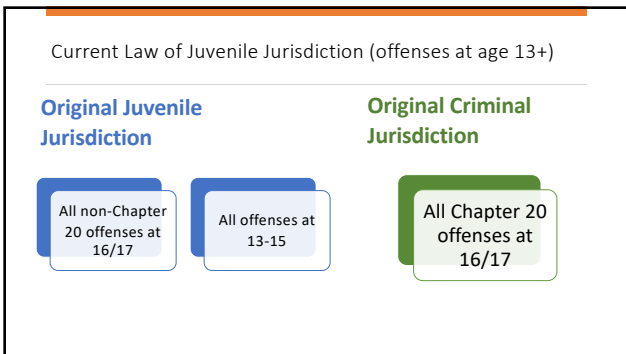 Current Law of Juvenile Jurisdiction (offenses at age 13+)
Original Juvenile
Jurisdiction
All non-Chapter
20 offenses at
16/17
All offenses at
13-15
Original Criminal
Jurisdiction
All Chapter 20
offenses at
16/17